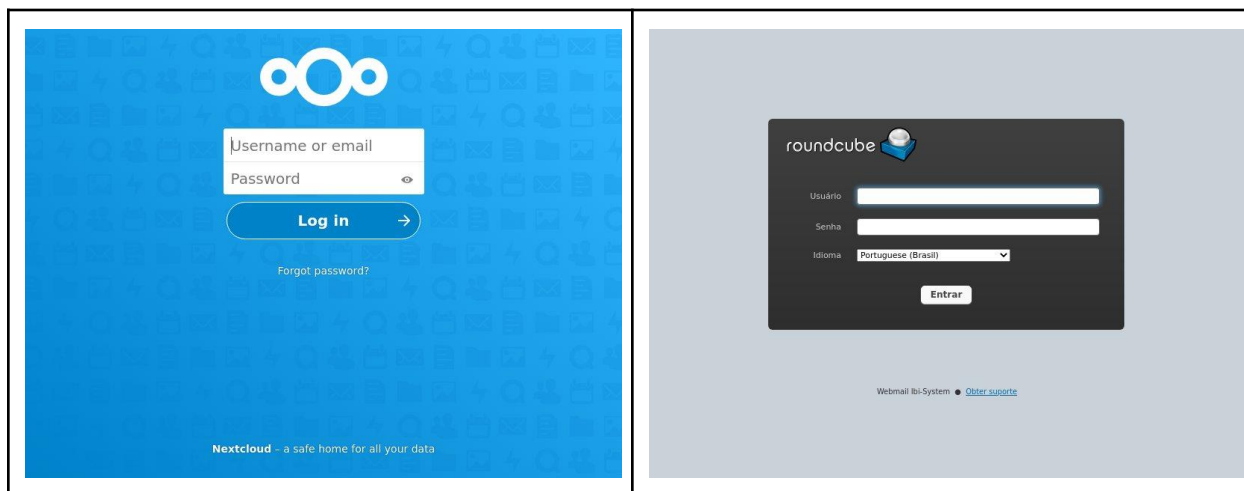 Username or email
Password
Log in
Forgot password?
Nextcloud – a safe home for all your data
roundcube
Usuário
Senha
Idioma Portuguese (Brasil)
Entrar
Webmail Ibi-System ● Obter suporte